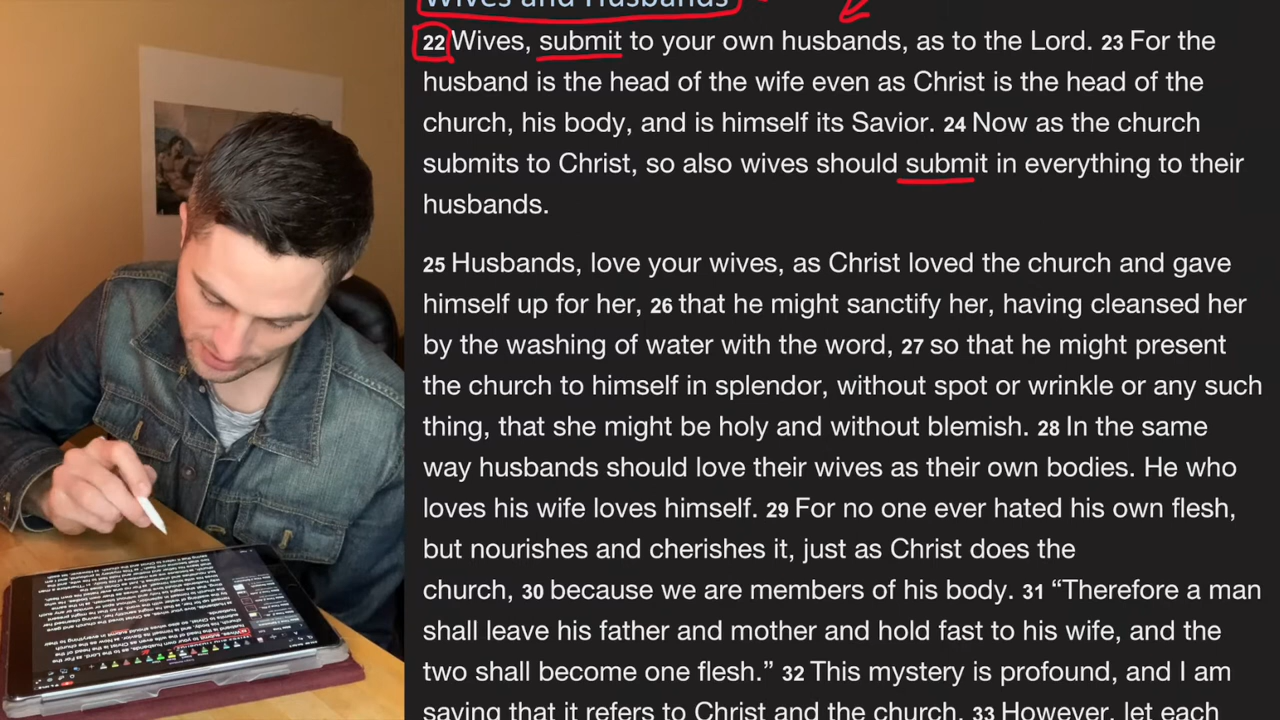 Wives and Husbands
22 Wives, submit to your own husbands, as to the Lord. 23 For the
husband is the head of the wife even as Christ is the head of the
church, his body, and is himself its Savior. 24 Now as the church
submits to Christ, so also wives should submit in everything to their
husbands.
25 Husbands, love your wives, as Christ loved the church and gave
himself up for her, 26 that he might sanctify her, having cleansed her
by the washing of water with the word, 27 so that he might present
the church to himself in splendor, without spot or wrinkle or any such
thing, that she might be holy and without blemish. 28 In the same
way husbands should love their wives as their own bodies. He who
loves his wife loves himself. 29 For no one ever hated his own flesh,
but nourishes and cherishes it, just as Christ does the
church, 30 because we are members of his body. 31 “Therefore a man
shall leave his father and mother and hold fast to his wife, and the
two shall become one flesh.” 32 This mystery is profound, and I am
saying that it refers to Christ and the church. 33 However, let each